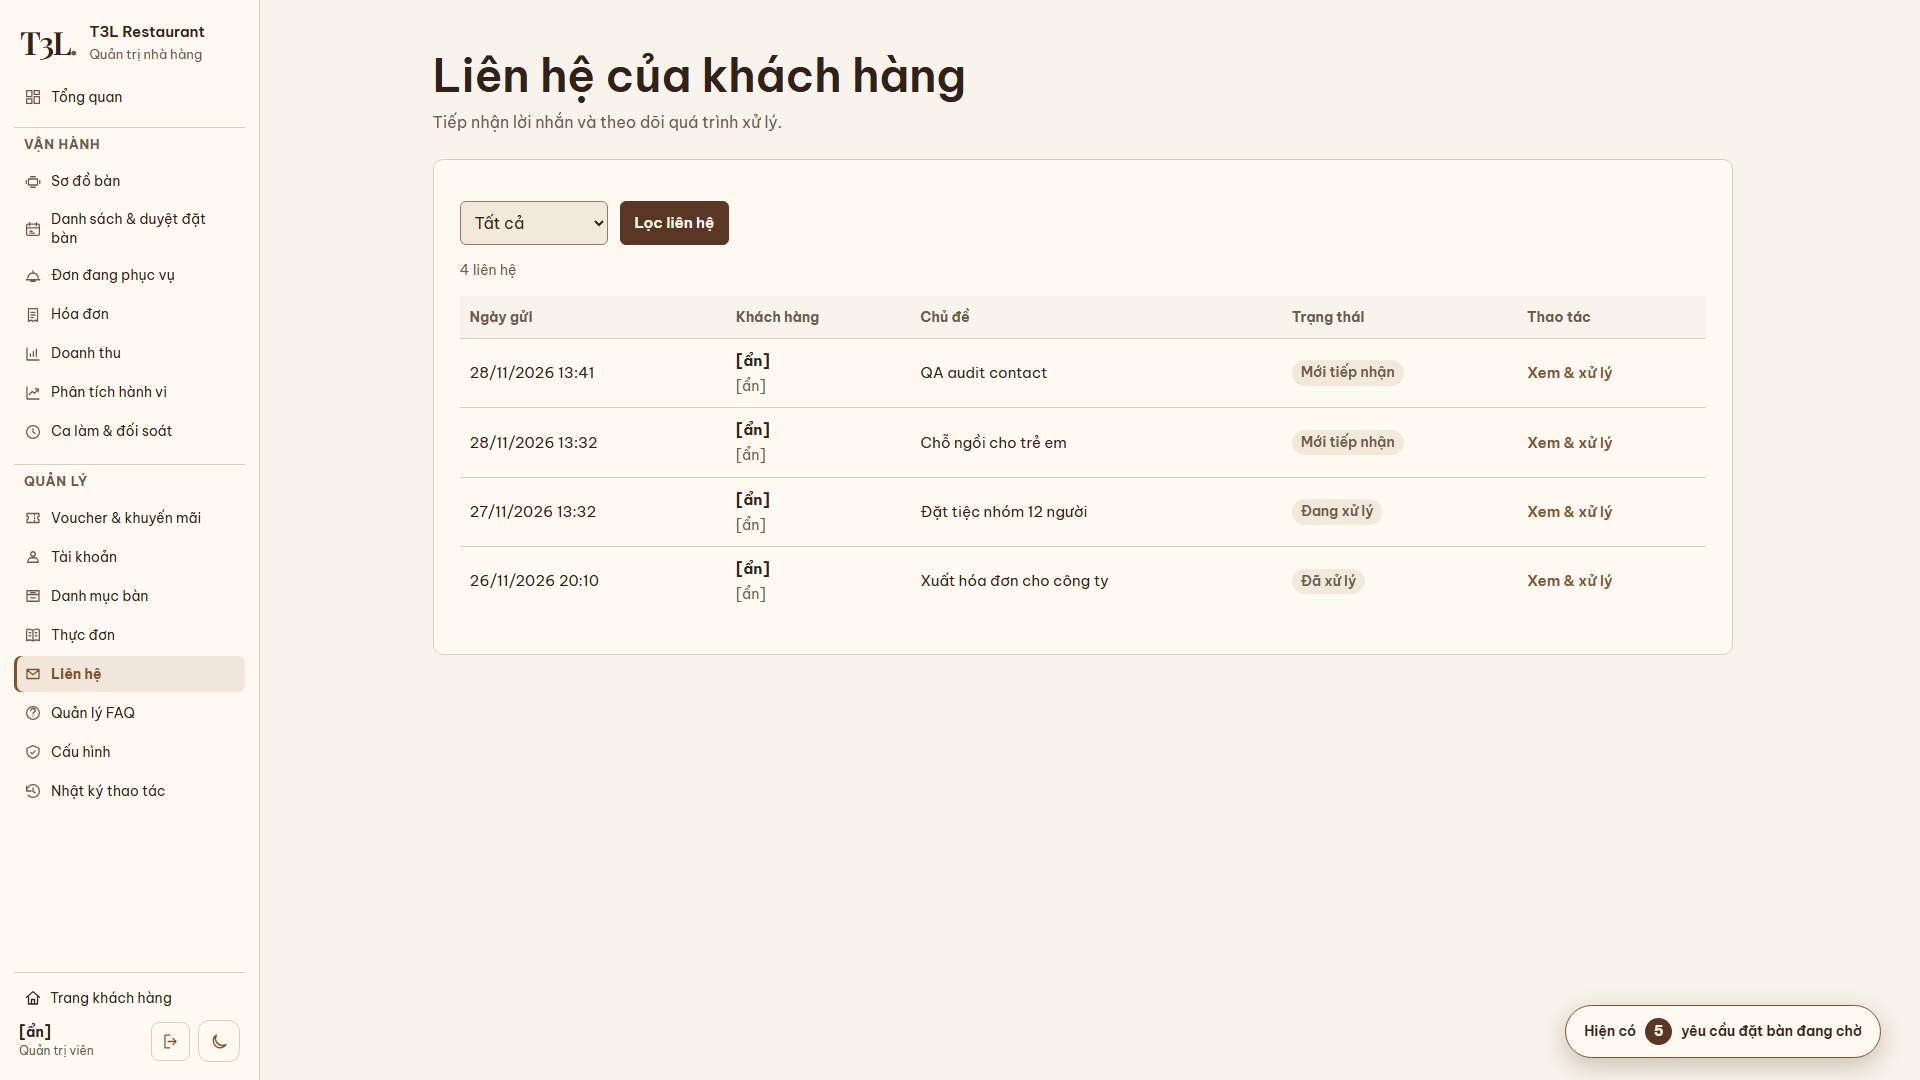 T3L.
T3L Restaurant
Quản trị nhà hàng
Tổng quan
VẬN HÀNH
Sơ đồ bàn
Danh sách & duyệt đặt
bàn
Đơn đang phục vụ
Hóa đơn
Doanh thu
Phân tích hành vi
Ca làm & đối soát
QUẢN LÝ
Voucher & khuyến mãi
Tài khoản
Danh mục bàn
Thực đơn
Liên hệ
Quản lý FAQ
Cấu hình
Nhật ký thao tác
Trang khách hàng
[ẩn]
Quản trị viên
Liên hệ của khách hàng
Tiếp nhận lời nhắn và theo dõi quá trình xử lý.
Tất cả
Lọc liên hệ
4 liên hệ
Ngày gửi Khách hàng Chủ đề Trạng thái Thao tác
28/11/2026 13:41 [ẩn] QA audit contact Mới tiếp nhận Xem & xử lý
[ẩn]
28/11/2026 13:32 [ẩn] Chỗ ngồi cho trẻ em Mới tiếp nhận Xem & xử lý
[ẩn]
27/11/2026 13:32 [ẩn] Đặt tiệc nhóm 12 người Đang xử lý Xem & xử lý
[ẩn]
26/11/2026 20:10 [ẩn] Xuất hóa đơn cho công ty Đã xử lý Xem & xử lý
[ẩn]
Hiện có 5 yêu cầu đặt bàn đang chờ